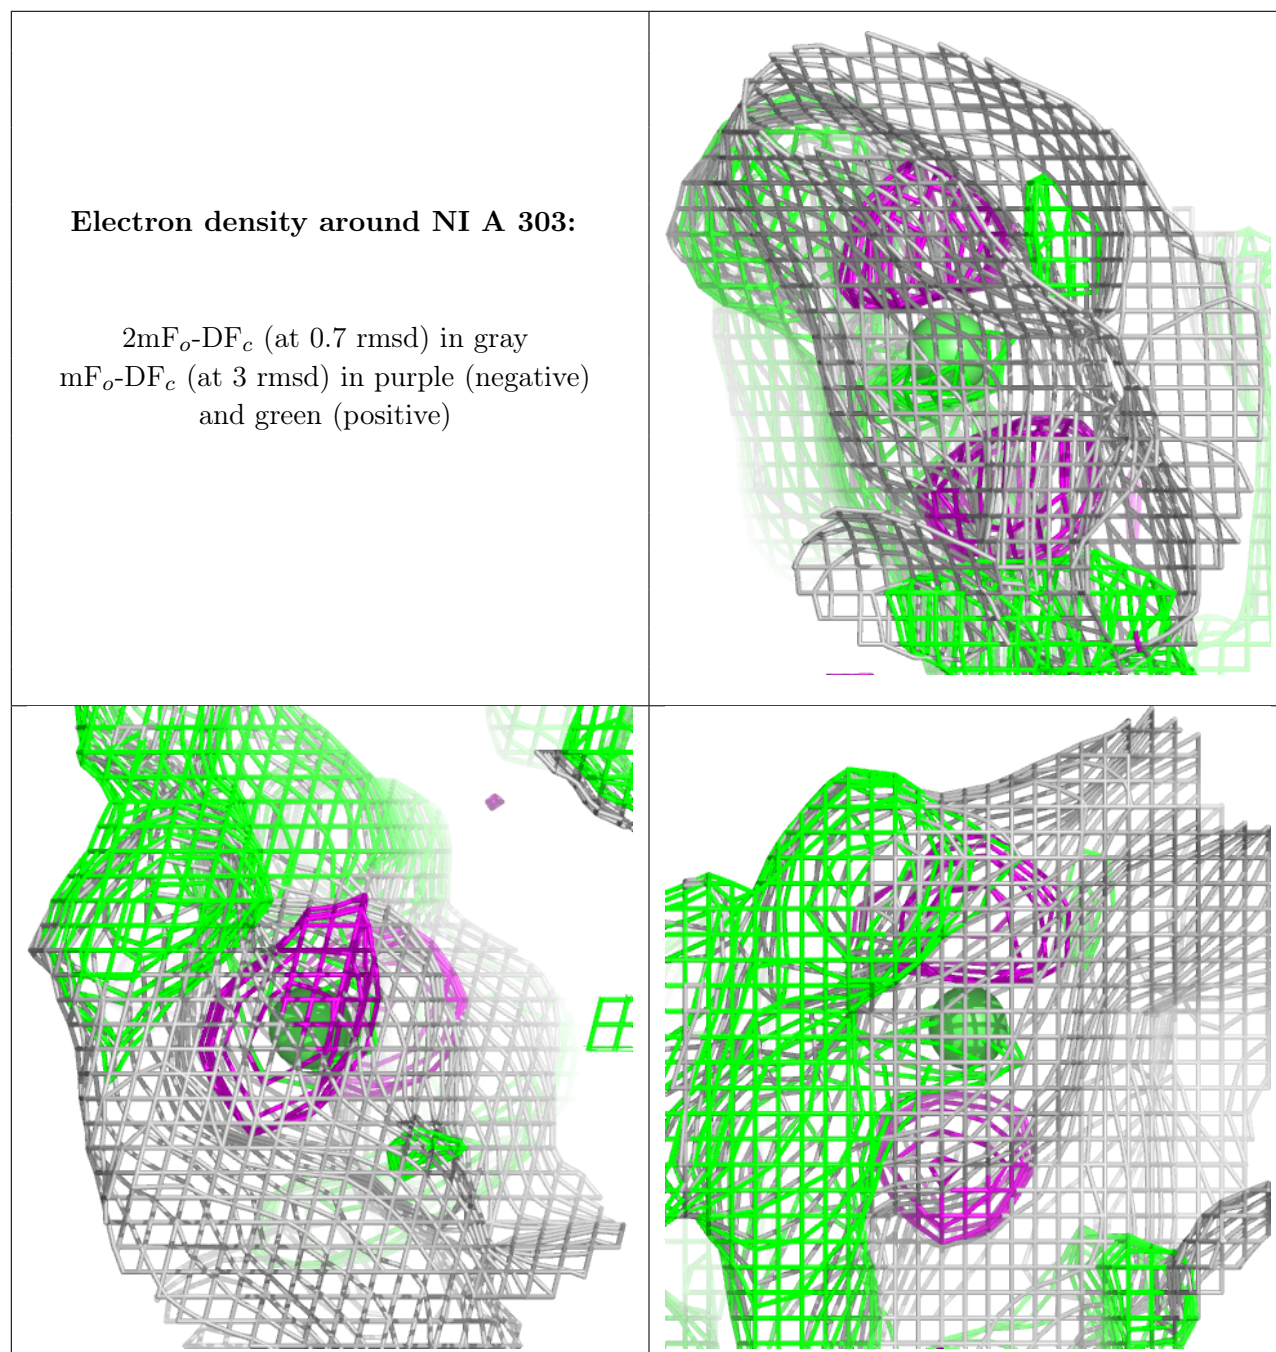 Electron density around NI A 303:
2mFo-DFc (at 0.7 rmsd) in gray
mFo-DFc (at 3 rmsd) in purple (negative)
and green (positive)